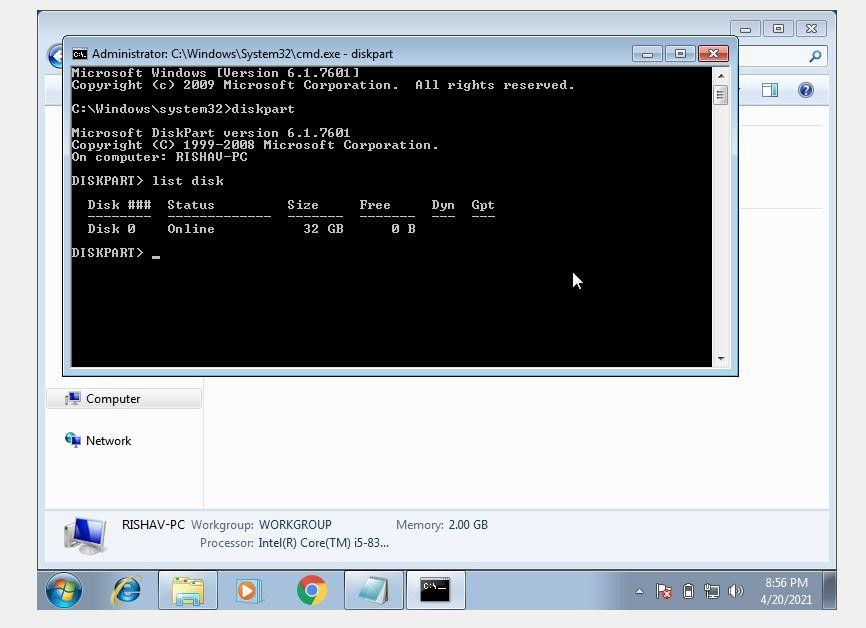 Administrator: C:\Windows\System32\cmd.exe - diskpart
Microsoft Windows [Version 6.1.7601]
Copyright (c) 2009 Microsoft Corporation.  All rights reserved.
C:\Windows\system32>diskpart
Microsoft DiskPart version 6.1.7601
Copyright (C) 1999-2008 Microsoft Corporation.
On computer: RISHAV-PC
DISKPART> list disk
Disk ###  Status  Size  Free  Dyn  Gpt
--------  -------------  -------  -------  ---  ---
Disk 0  Online  32 GB  0 B
DISKPART> _
Computer
Network
RISHAV-PC Workgroup: WORKGROUP Memory: 2.00 GB
Processor: Intel(R) Core(TM) i5-83...
C:\_
8:56 PM
4/20/2021